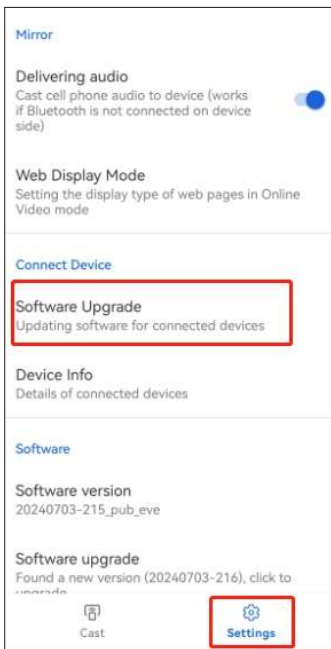 Mirror
Delivering audio
Cast cell phone audio to device (works
if Bluetooth is not connected on device
side)
Web Display Mode
Setting the display type of web pages in Online
Video mode
Connect Device
Software Upgrade
Updating software for connected devices
Device Info
Details of connected devices
Software
Software version
20240703-215_pub_eve
Software upgrade
Found a new version (20240703-216), click to
upgrade
Cast
Settings